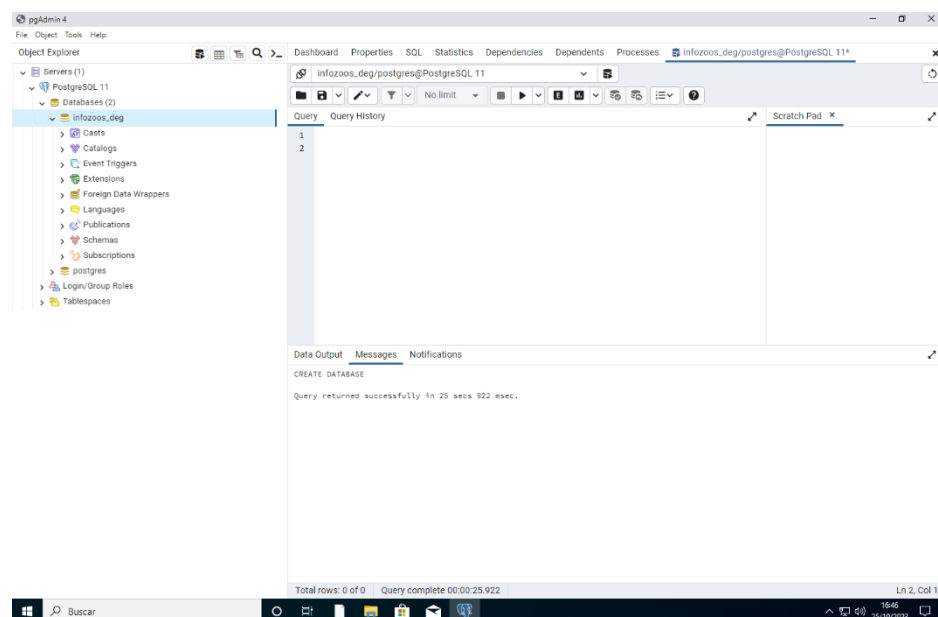 pgAdmin 4
File Object Tools Help
Object Explorer
Dashboard Properties SQL Statistics Dependencies Dependents Processes infozoos_deg/postgres@PostgreSQL 11*
Servers (1)
PostgreSQL 11
Databases (2)
infozoos_deg
Casts
Catalogs
Event Triggers
Extensions
Foreign Data Wrappers
Languages
Publications
Schemas
Subscriptions
postgres
Login/Group Roles
Tablespaces
infozoos_deg/postgres@PostgreSQL 11
No limit
Query Query History
Scratch Pad
1
2
Data Output Messages Notifications
CREATE DATABASE
Query returned successfully in 25 secs 922 msec.
Total rows: 0 of 0 Query complete 00:00:25.922 Ln 2, Col 1
Buscar
16:46
25/10/2023